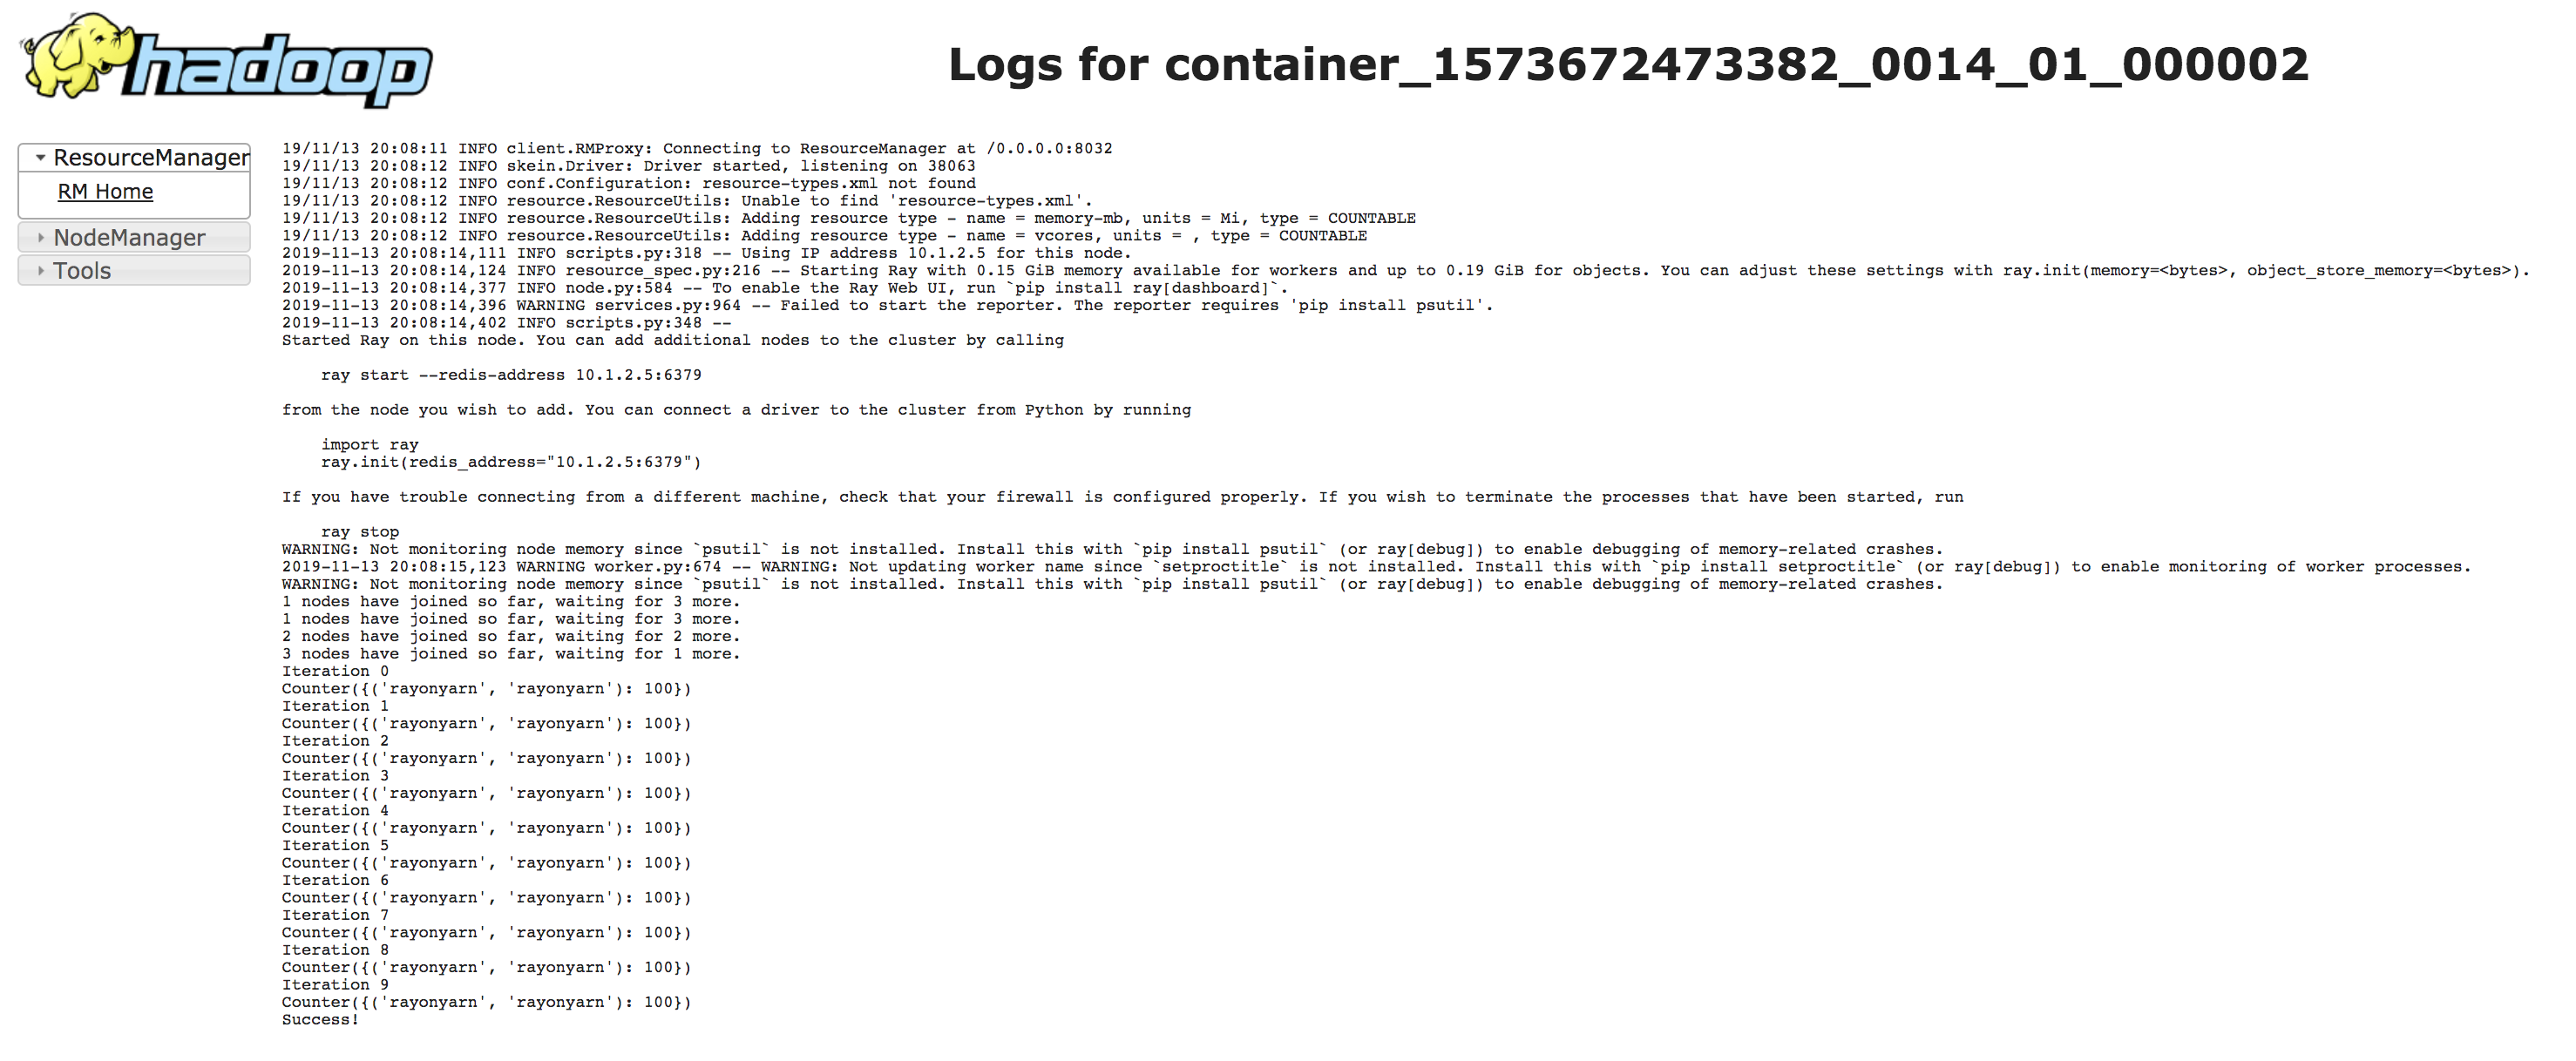 hadoop
Logs for container_1573672473382_0014_01_000002
ResourceManager
RM Home
NodeManager
Tools
19/11/13 20:08:11 INFO client.RMProxy: Connecting to ResourceManager at /0.0.0.0:8032
19/11/13 20:08:12 INFO skein.Driver: Driver started, listening on 38063
19/11/13 20:08:12 INFO conf.Configuration: resource-types.xml not found
19/11/13 20:08:12 INFO resource.ResourceUtils: Unable to find 'resource-types.xml'.
19/11/13 20:08:12 INFO resource.ResourceUtils: Adding resource type - name = memory-mb, units = Mi, type = COUNTABLE
19/11/13 20:08:12 INFO resource.ResourceUtils: Adding resource type - name = vcores, units = , type = COUNTABLE
2019-11-13 20:08:14,111 INFO scripts.py:318 -- Using IP address 10.1.2.5 for this node.
2019-11-13 20:08:14,124 INFO resource_spec.py:216 -- Starting Ray with 0.15 GiB memory available for workers and up to 0.19 GiB for objects. You can adjust these settings with ray.init(memory=<bytes>, object_store_memory=<bytes>).
2019-11-13 20:08:14,377 INFO node.py:584 -- To enable the Ray Web UI, run `pip install ray[dashboard]`.
2019-11-13 20:08:14,396 WARNING services.py:964 -- Failed to start the reporter. The reporter requires 'pip install psutil'.
2019-11-13 20:08:14,402 INFO scripts.py:348 --
Started Ray on this node. You can add additional nodes to the cluster by calling
ray start --redis-address 10.1.2.5:6379
from the node you wish to add. You can connect a driver to the cluster from Python by running
import ray
ray.init(redis_address="10.1.2.5:6379")
If you have trouble connecting from a different machine, check that your firewall is configured properly. If you wish to terminate the processes that have been started, run
ray stop
WARNING: Not monitoring node memory since `psutil` is not installed. Install this with `pip install psutil` (or ray[debug]) to enable debugging of memory-related crashes.
2019-11-13 20:08:15,123 WARNING worker.py:674 -- WARNING: Not updating worker name since `setproctitle` is not installed. Install this with `pip install setproctitle` (or ray[debug]) to enable monitoring of worker processes.
WARNING: Not monitoring node memory since `psutil` is not installed. Install this with `pip install psutil` (or ray[debug]) to enable debugging of memory-related crashes.
1 nodes have joined so far, waiting for 3 more.
1 nodes have joined so far, waiting for 3 more.
2 nodes have joined so far, waiting for 2 more.
3 nodes have joined so far, waiting for 1 more.
Iteration 0
Counter({('rayonyarn', 'rayonyarn'): 100})
Iteration 1
Counter({('rayonyarn', 'rayonyarn'): 100})
Iteration 2
Counter({('rayonyarn', 'rayonyarn'): 100})
Iteration 3
Counter({('rayonyarn', 'rayonyarn'): 100})
Iteration 4
Counter({('rayonyarn', 'rayonyarn'): 100})
Iteration 5
Counter({('rayonyarn', 'rayonyarn'): 100})
Iteration 6
Counter({('rayonyarn', 'rayonyarn'): 100})
Iteration 7
Counter({('rayonyarn', 'rayonyarn'): 100})
Iteration 8
Counter({('rayonyarn', 'rayonyarn'): 100})
Iteration 9
Counter({('rayonyarn', 'rayonyarn'): 100})
Success!